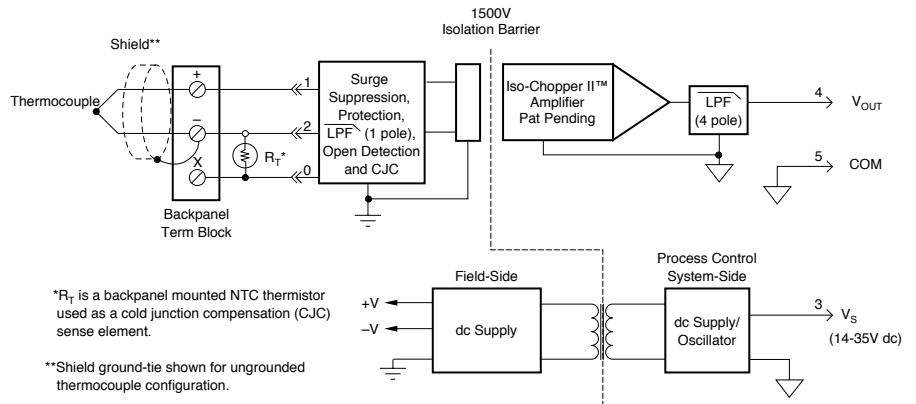 1500V
Isolation Barrier
Shield**
Thermocouple
+
–
X
Backpanel
Term Block
R_T*
1
2
0
Surge
Suppression,
Protection,
LPF (1 pole),
Open Detection
and CJC
Iso-Chopper II™
Amplifier
Pat Pending
LPF
(4 pole)
4
V_OUT
5
COM
*R_T is a backpanel mounted NTC thermistor
used as a cold junction compensation (CJC)
sense element.
**Shield ground-tie shown for ungrounded
thermocouple configuration.
Field-Side
+V
–V
dc Supply
Process Control
System-Side
dc Supply/
Oscillator
3
V_S
(14-35V dc)